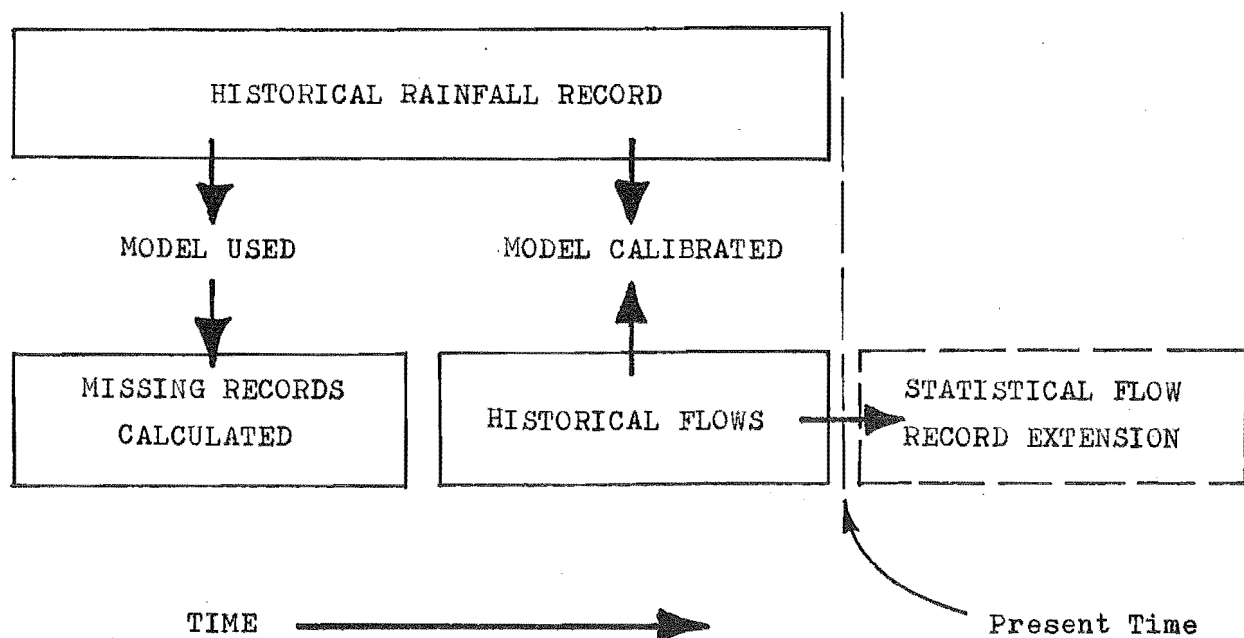 HISTORICAL RAINFALL RECORD
MODEL USED
MODEL CALIBRATED
MISSING RECORDS
CALCULATED
HISTORICAL FLOWS
STATISTICAL FLOW
RECORD EXTENSION
TIME
Present Time